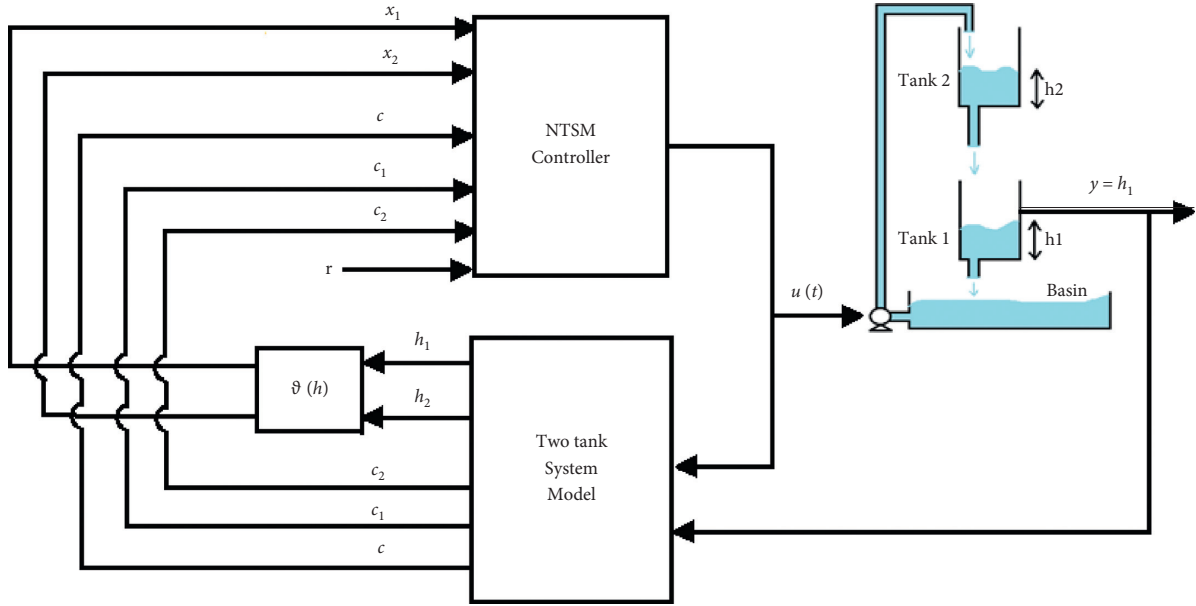 x₁
x₂
c
c₁
c₂
r
NTSM
Controller
Tank 2
h2
y = h₁
Tank 1
h1
Basin
u (t)
h₁
h₂
ϑ (h)
Two tank
System
Model
c₂
c₁
c